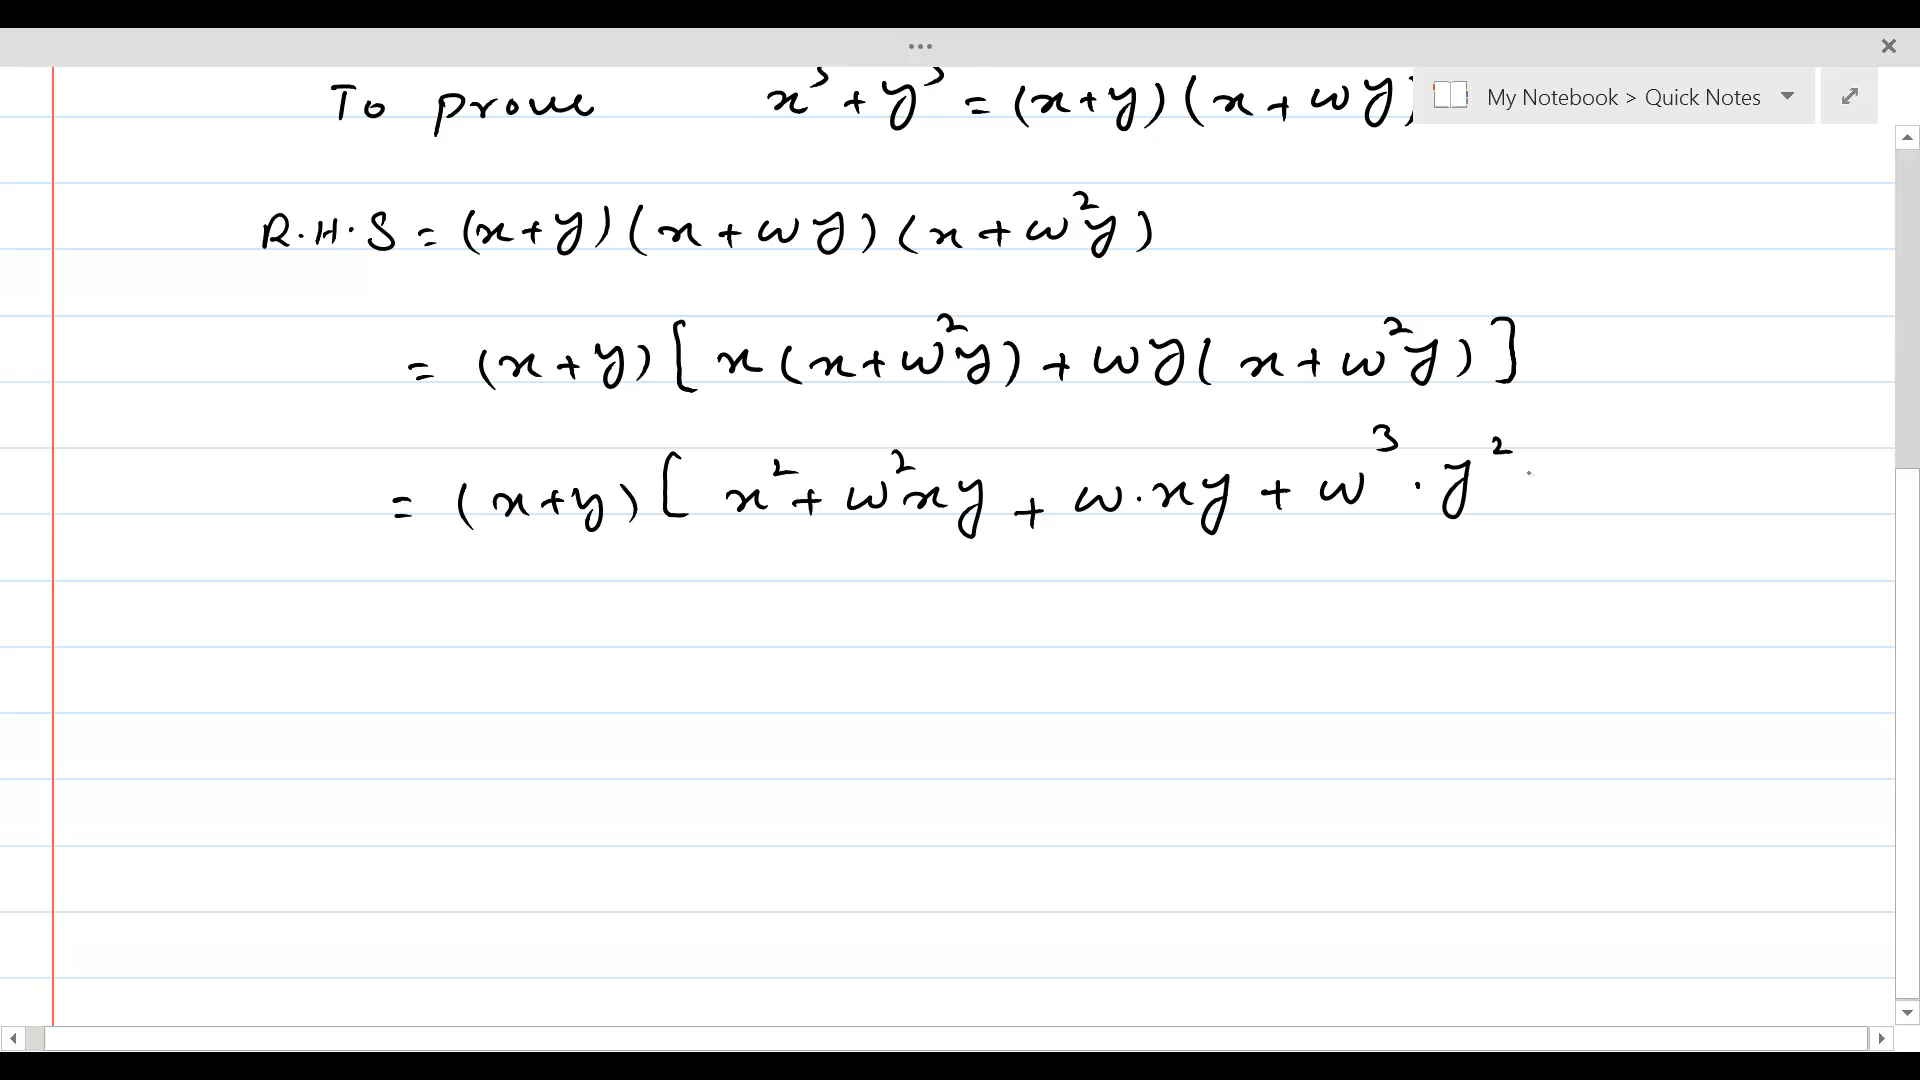 ...
To prove x³ + y³ = (x+y)(x+ωy)
My Notebook > Quick Notes
R.H.S = (x+y)(x+ωy)(x+ω²y)
= (x+y)[x(x+ω²y)+ωy(x+ω²y)]
= (x+y)[x²+ω²xy+ω·xy+ω³·y²